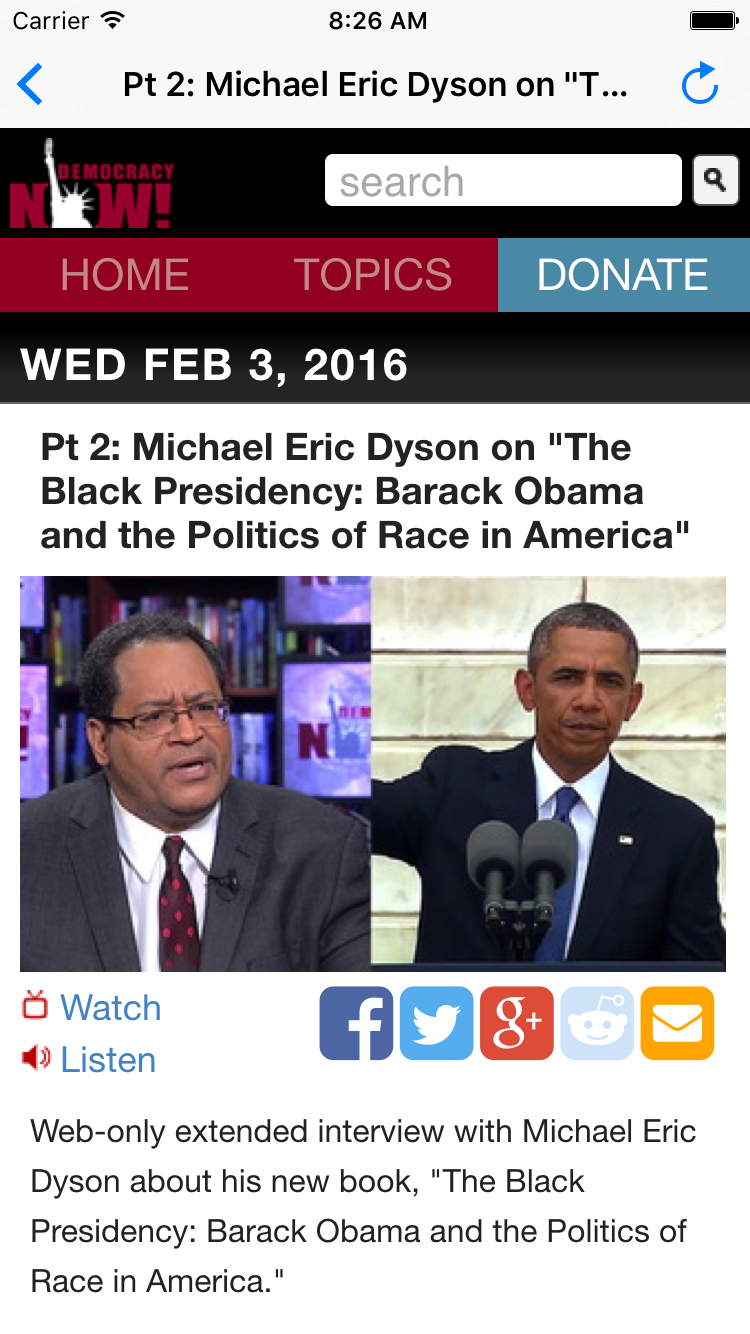 Carrier 8:26 AM
Pt 2: Michael Eric Dyson on "T...
DEMOCRACY
NOW!
search
HOME TOPICS DONATE
WED FEB 3, 2016
Pt 2: Michael Eric Dyson on "The
Black Presidency: Barack Obama
and the Politics of Race in America"
Watch
Listen
g+
Web-only extended interview with Michael Eric
Dyson about his new book, "The Black
Presidency: Barack Obama and the Politics of
Race in America."